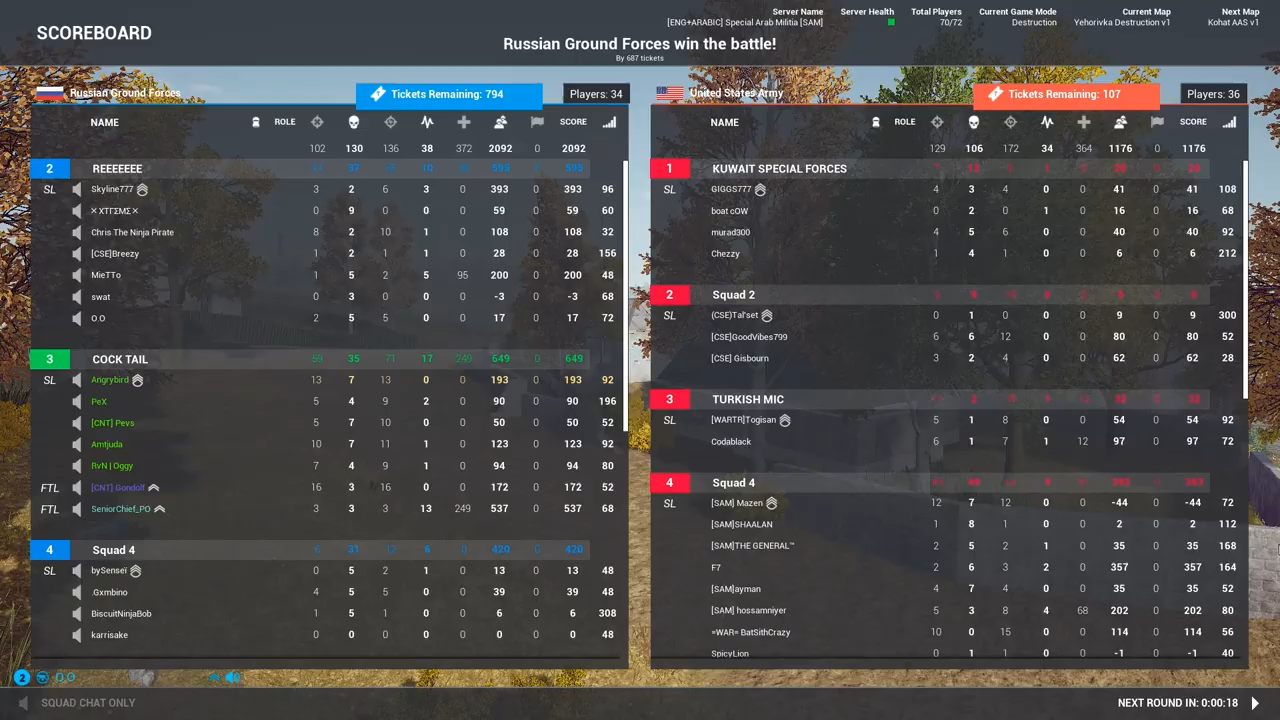 SCOREBOARD
Server Name Server Health Total Players Current Game Mode Current Map Next Map
[ENG+ARABIC] Special Arab Militia [SAM] 70/72 Destruction Yehorivka Destruction v1 Kohat AAS v1
Russian Ground Forces win the battle!
By 687 tickets
Russian Ground Forces Tickets Remaining: 794 Players: 34
NAME ROLE SCORE
102 130 136 38 372 2092 0 2092
2 REEEEEEE
SL Skyline777 3 2 6 3 0 393 0 393 96
0 9 0 0 0 59 0 59 60
Chris The Ninja Pirate 8 2 10 1 0 108 0 108 32
[CSE]Breezy 1 2 1 1 0 28 0 28 156
MieTTo 1 5 2 5 95 200 0 200 48
swat 0 3 0 0 0 -3 0 -3 68
O.O 2 5 5 0 0 17 0 17 72
3 COCK TAIL 59 35 71 17 249 649 0 649
SL Angrybird 13 7 13 0 0 193 0 193 92
PeX 5 4 9 2 0 90 0 90 196
[CNT] Pevs 5 7 10 0 0 50 0 50 52
Amtjuda 10 7 11 1 0 123 0 123 92
RvN | Oggy 7 4 9 1 0 94 0 94 80
FTL [CNT] Gondolf 16 3 16 0 0 172 0 172 52
FTL SeniorChief_PO 3 3 3 13 249 537 0 537 68
4 Squad 4 6 31 12 6 0 420 0 420
SL bySenseï 0 5 2 1 0 13 0 13 48
.Gxmbino 4 5 5 0 0 39 0 39 48
BiscuitNinjaBob 1 5 1 0 0 6 0 6 308
karrisake 0 0 0 0 0 0 0 0 48
United States Army Tickets Remaining: 107 Players: 36
NAME ROLE SCORE
129 106 172 34 364 1176 0 1176
1 KUWAIT SPECIAL FORCES
SL GIGGS777 4 3 4 0 0 41 0 41 108
boat cOW 0 2 0 1 0 16 0 16 68
murad300 4 5 6 0 0 40 0 40 92
Chezzy 1 4 1 0 0 6 0 6 212
2 Squad 2
SL (CSE)Tal'set 0 1 0 0 0 9 0 9 300
[CSE]GoodVibes799 6 6 12 0 0 80 0 80 52
[CSE] Gisbourn 3 2 4 0 0 62 0 62 28
3 TURKISH MIC
SL [WARTR]Togisan 5 1 8 0 0 54 0 54 92
Codablack 6 1 7 1 12 97 0 97 72
4 Squad 4
SL [SAM] Mazen 12 7 12 0 0 -44 0 -44 72
[SAM]SHAALAN 1 8 1 0 0 2 0 2 112
[SAM]THE GENERAL™ 2 5 2 1 0 35 0 35 168
F7 2 6 3 2 0 357 0 357 164
[SAM]ayman 4 7 4 0 0 35 0 35 52
[SAM] hossamniyer 5 3 8 4 68 202 0 202 80
=WAR= BatSithCrazy 10 0 15 0 0 114 0 114 56
SpicyLion 0 1 1 0 0 -1 0 -1 40
2 O.O
SQUAD CHAT ONLY
NEXT ROUND IN: 0:00:18